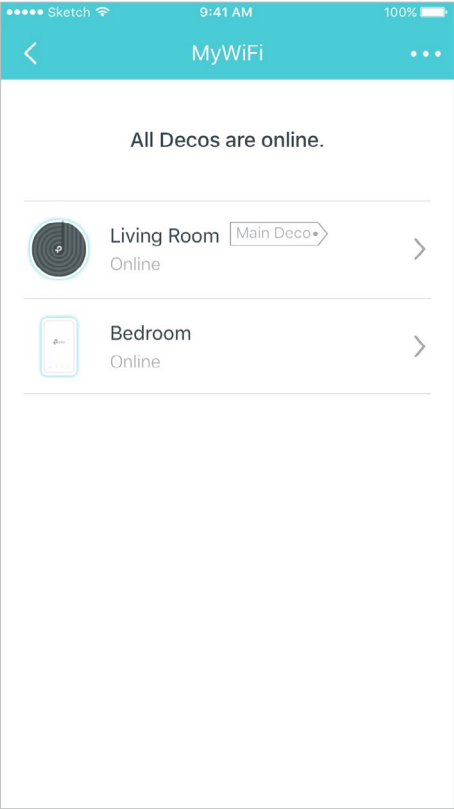 Sketch 9:41 AM 100%
MyWiFi
All Decos are online.
Living Room Main Deco
Online
Bedroom
Online